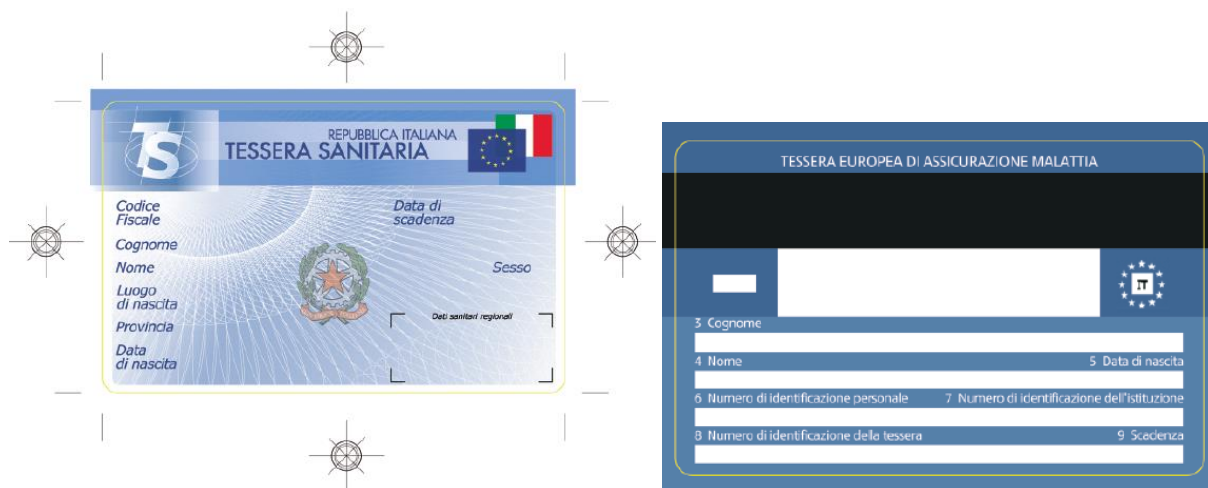 TS
REPUBBLICA ITALIANA
TESSERA SANITARIA
Codice
Fiscale
Data di
scadenza
Cognome
Nome
Sesso
Luogo
di nascita
Provincia
Dati sanitari regionali
Data
di nascita
TESSERA EUROPEA DI ASSICURAZIONE MALATTIA
IT
3 Cognome
4 Nome 5 Data di nascita
6 Numero di identificazione personale 7 Numero di identificazione dell'istituzione
8 Numero di identificazione della tessera 9 Scadenza